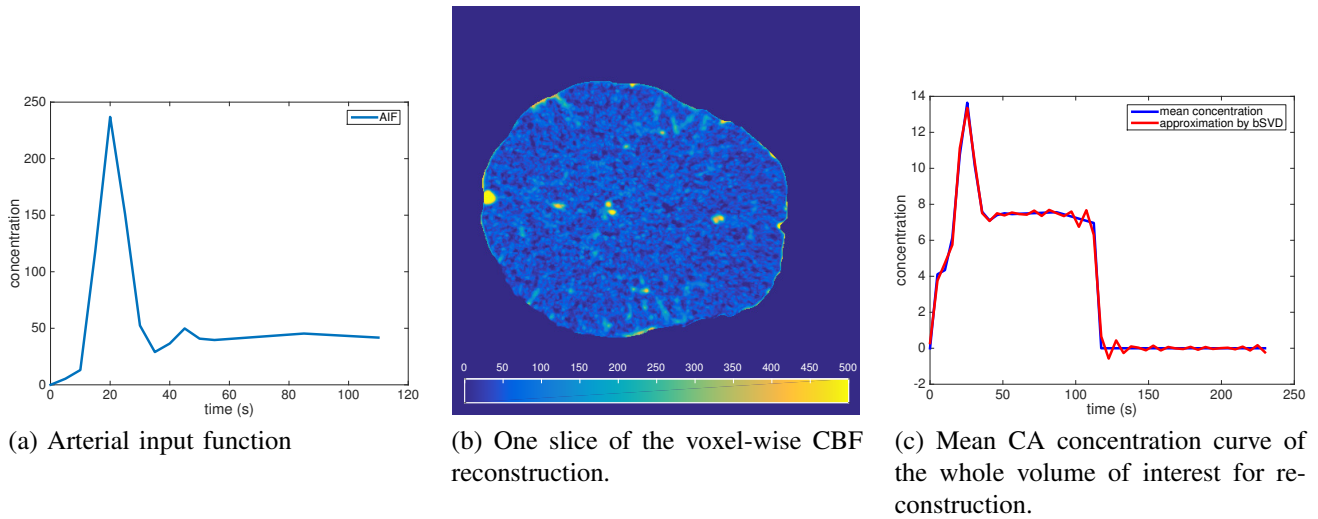 250
200
150
100
50
0
concentration
AIF
0 20 40 60 80 100 120
time (s)
(a) Arterial input function
0 50 100 150 200 250 300 350 400 450 500
(b) One slice of the voxel-wise CBF
reconstruction.
14
12
10
8
6
4
2
0
-2
concentration
mean concentration
approximation by bSVD
0 50 100 150 200 250
time (s)
(c) Mean CA concentration curve of
the whole volume of interest for re-
construction.